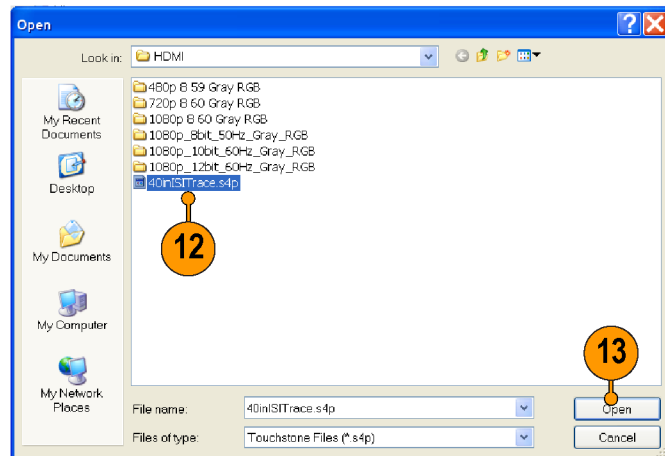 Open
Look in: HDMI
My Recent
Documents
Desktop
My Documents
My Computer
My Network
Places
480p 8 59 Gray RGB
720p 8 60 Gray RGB
1080p 8 60 Gray RGB
1080p_8bit_50Hz_Gray_RGB
1080p_10bit_60Hz_Gray_RGB
1080p_12bit_60Hz_Gray_RGB
40inISITrace.s4p
12
13
File name: 40inISITrace.s4p Open
Files of type: Touchstone Files (*.s4p) Cancel